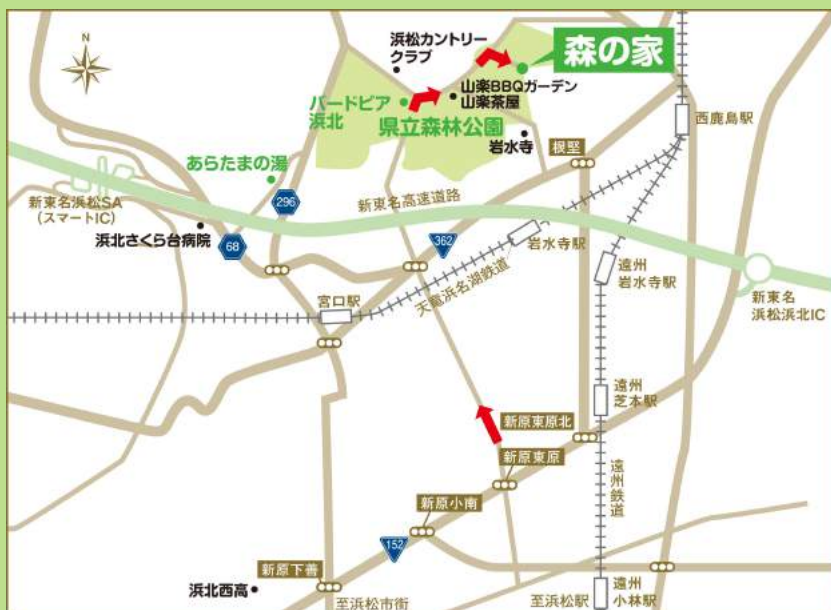 N
浜松カントリー
クラブ
森の家
バードピア
浜北
山楽BBQガーデン
山楽茶屋
県立森林公園
岩水寺
西鹿島駅
根堅
あらたまの湯
新東名浜松SA
(スマートIC)
296
新東名高速道路
浜北さくら台病院
68
362
岩水寺駅
天竜浜名湖鉄道
遠州
岩水寺駅
宮口駅
新東名
浜松浜北IC
遠州
芝本駅
新原東原北
新原東原
遠州鉄道
新原小南
152
新原下善
浜北西高
至浜松市街
至浜松駅
遠州
小林駅